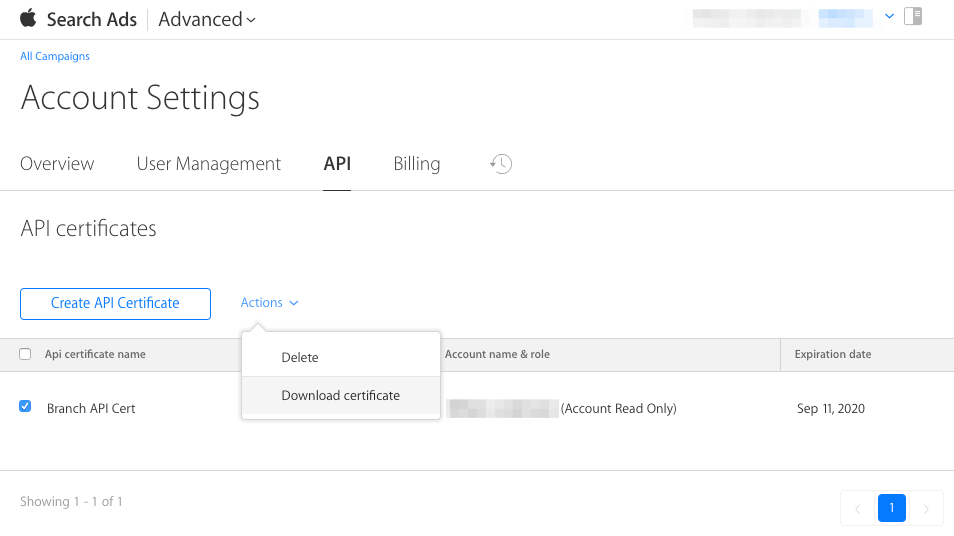 Search Ads Advanced
All Campaigns
Account Settings
Overview User Management API Billing
API certificates
Create API Certificate Actions
Delete
Download certificate
Api certificate name Account name & role Expiration date
Branch API Cert (Account Read Only) Sep 11, 2020
Showing 1 - 1 of 1
1